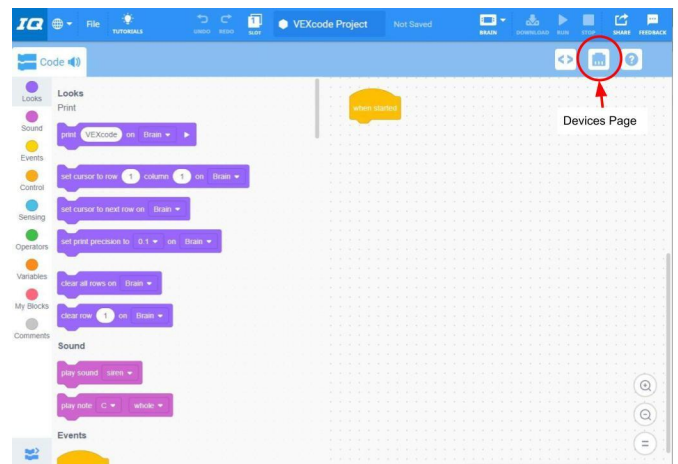 IQ File TUTORIALS UNDO REDO 1 SLOT VEXcode Project Not Saved BRAIN DOWNLOAD RUN STOP SHARE FEEDBACK
Code <> ?
Looks
Sound
Events
Control
Sensing
Operators
Variables
My Blocks
Comments
Looks
Print
print VEXcode on Brain
set cursor to row 1 column 1 on Brain
set cursor to next row on Brain
set print precision to 0.1 on Brain
clear all rows on Brain
clear row 1 on Brain
Sound
play sound siren
play note C whole
Events
when started
Devices Page